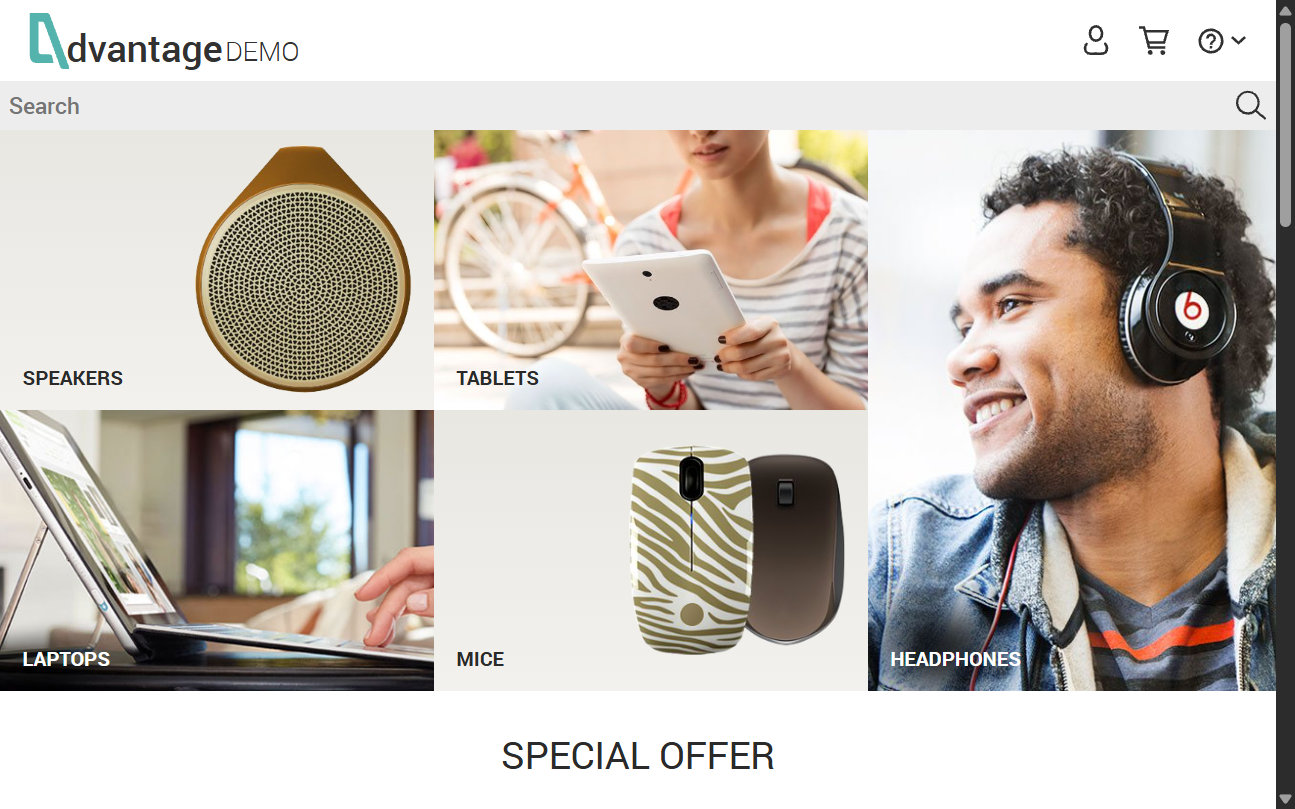 dvantage DEMO
Search
SPEAKERS
TABLETS
LAPTOPS
MICE
HEADPHONES
SPECIAL OFFER